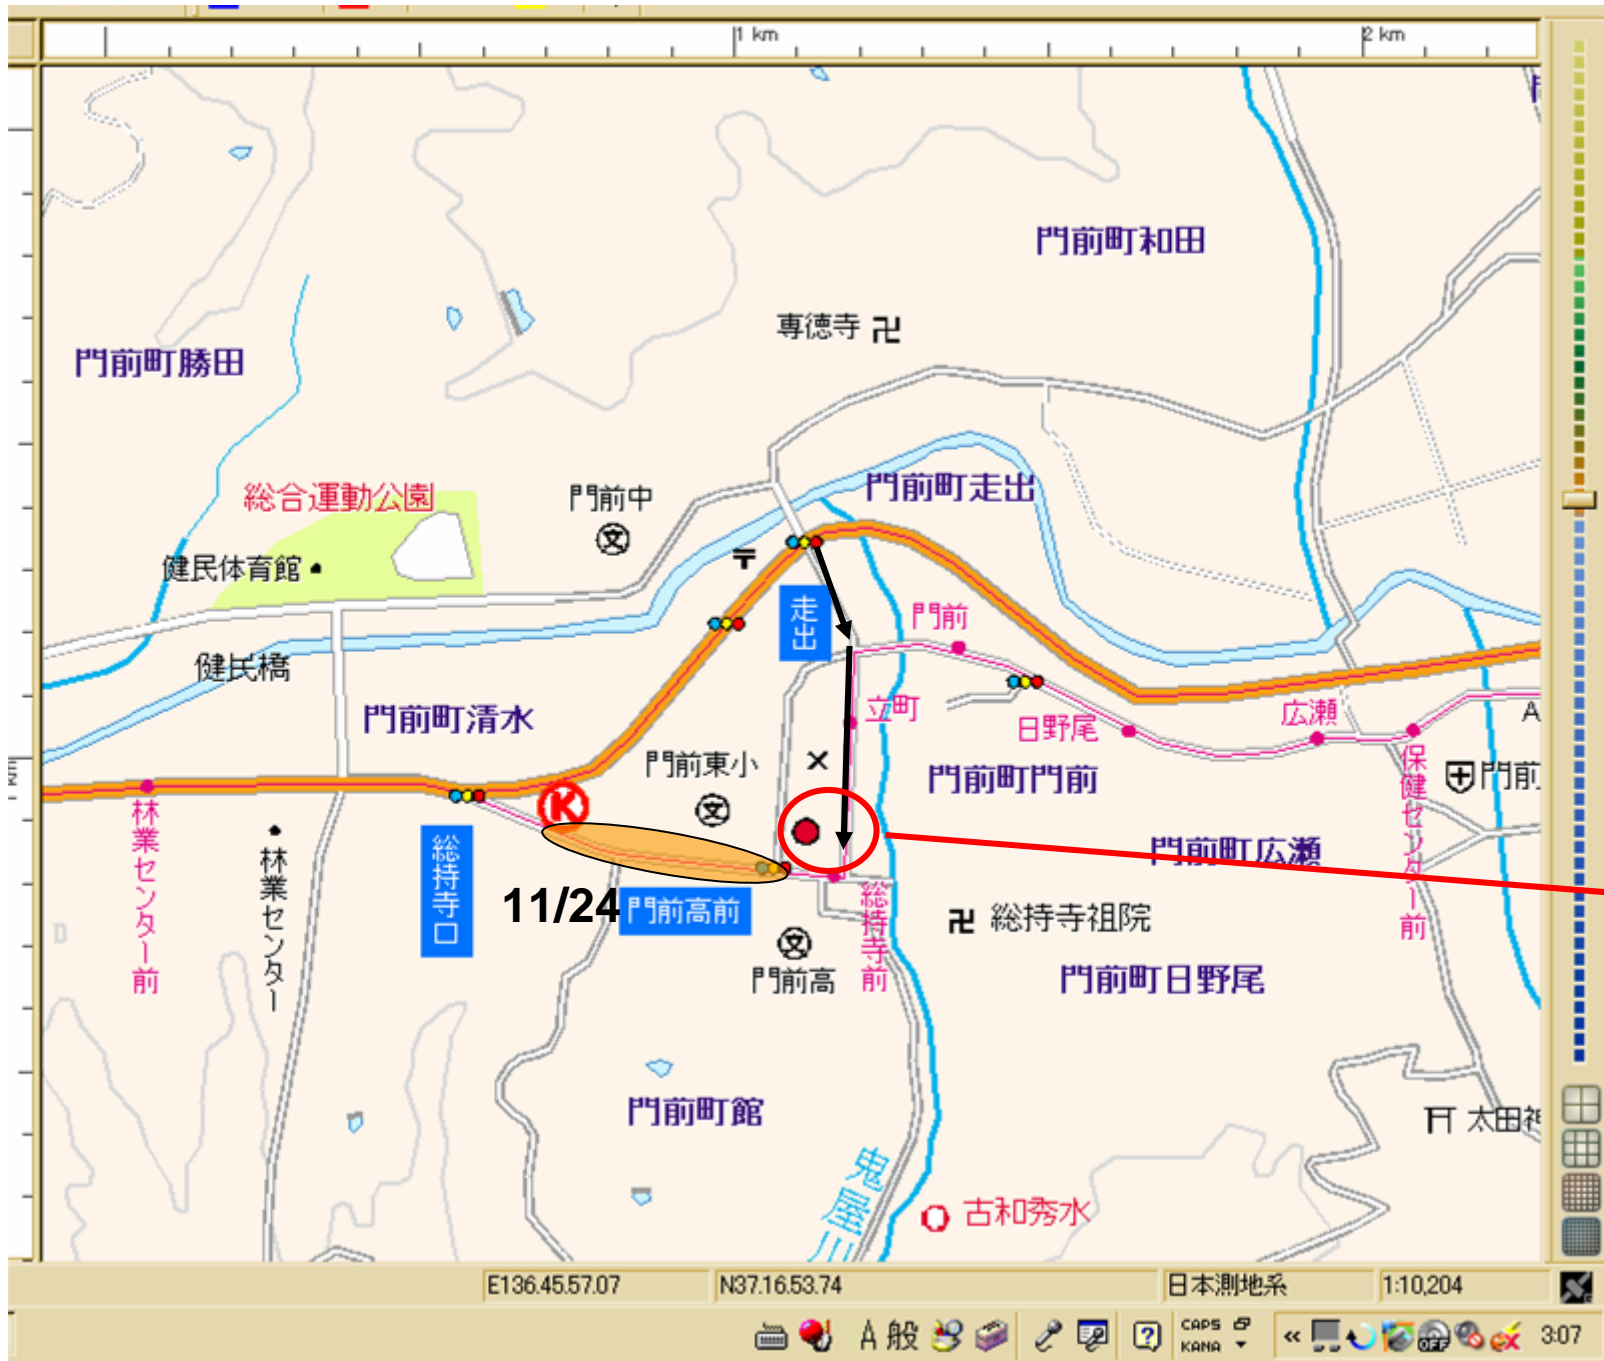 1 km
2 km
門前町和田
専徳寺
門前町勝田
総合運動公園
門前中
文
門前町走出
健民体育館
〒
走出
門前
健民橋
立町
門前町清水
日野尾
広瀬
A
門前東小
文
門前町門前
保健センター前
門前
K
林業センター前
林業センター
総持寺口
門前町広瀬
11/24
門前高前
総持寺前
総持寺祖院
文
門前高
門前町日野尾
門前町館
太田神
鬼屋川
古和秀水
E136.45.57.07
N37.16.53.74
日本測地系
1:10,204
A 般
CAPS
KANA
OFF
3:07